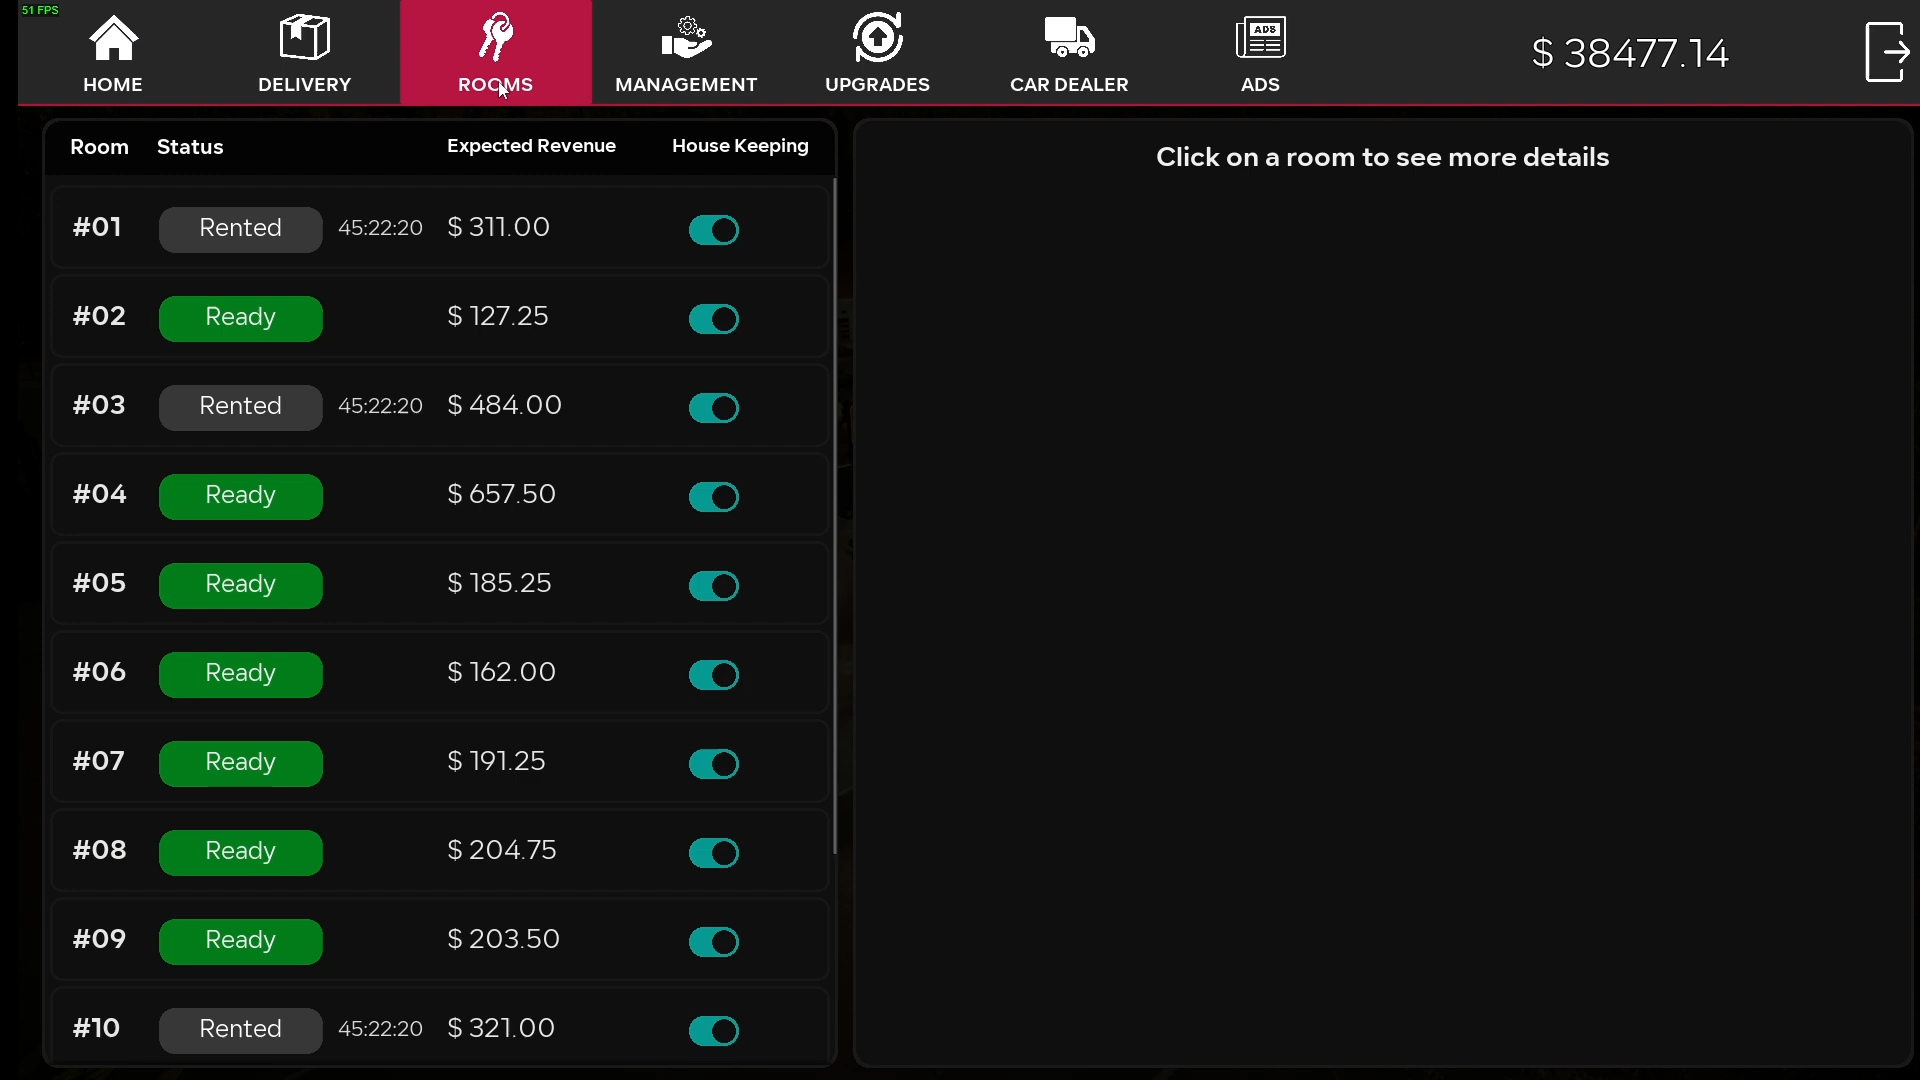 51 FPS
HOME
DELIVERY
ROOMS
MANAGEMENT
UPGRADES
ADS
CAR DEALER
ADS
$ 38477.14
Room Status Expected Revenue House Keeping
#01 Rented 45:22:20 $ 311.00
#02 Ready $ 127.25
#03 Rented 45:22:20 $ 484.00
#04 Ready $ 657.50
#05 Ready $ 185.25
#06 Ready $ 162.00
#07 Ready $ 191.25
#08 Ready $ 204.75
#09 Ready $ 203.50
#10 Rented 45:22:20 $ 321.00
Click on a room to see more details